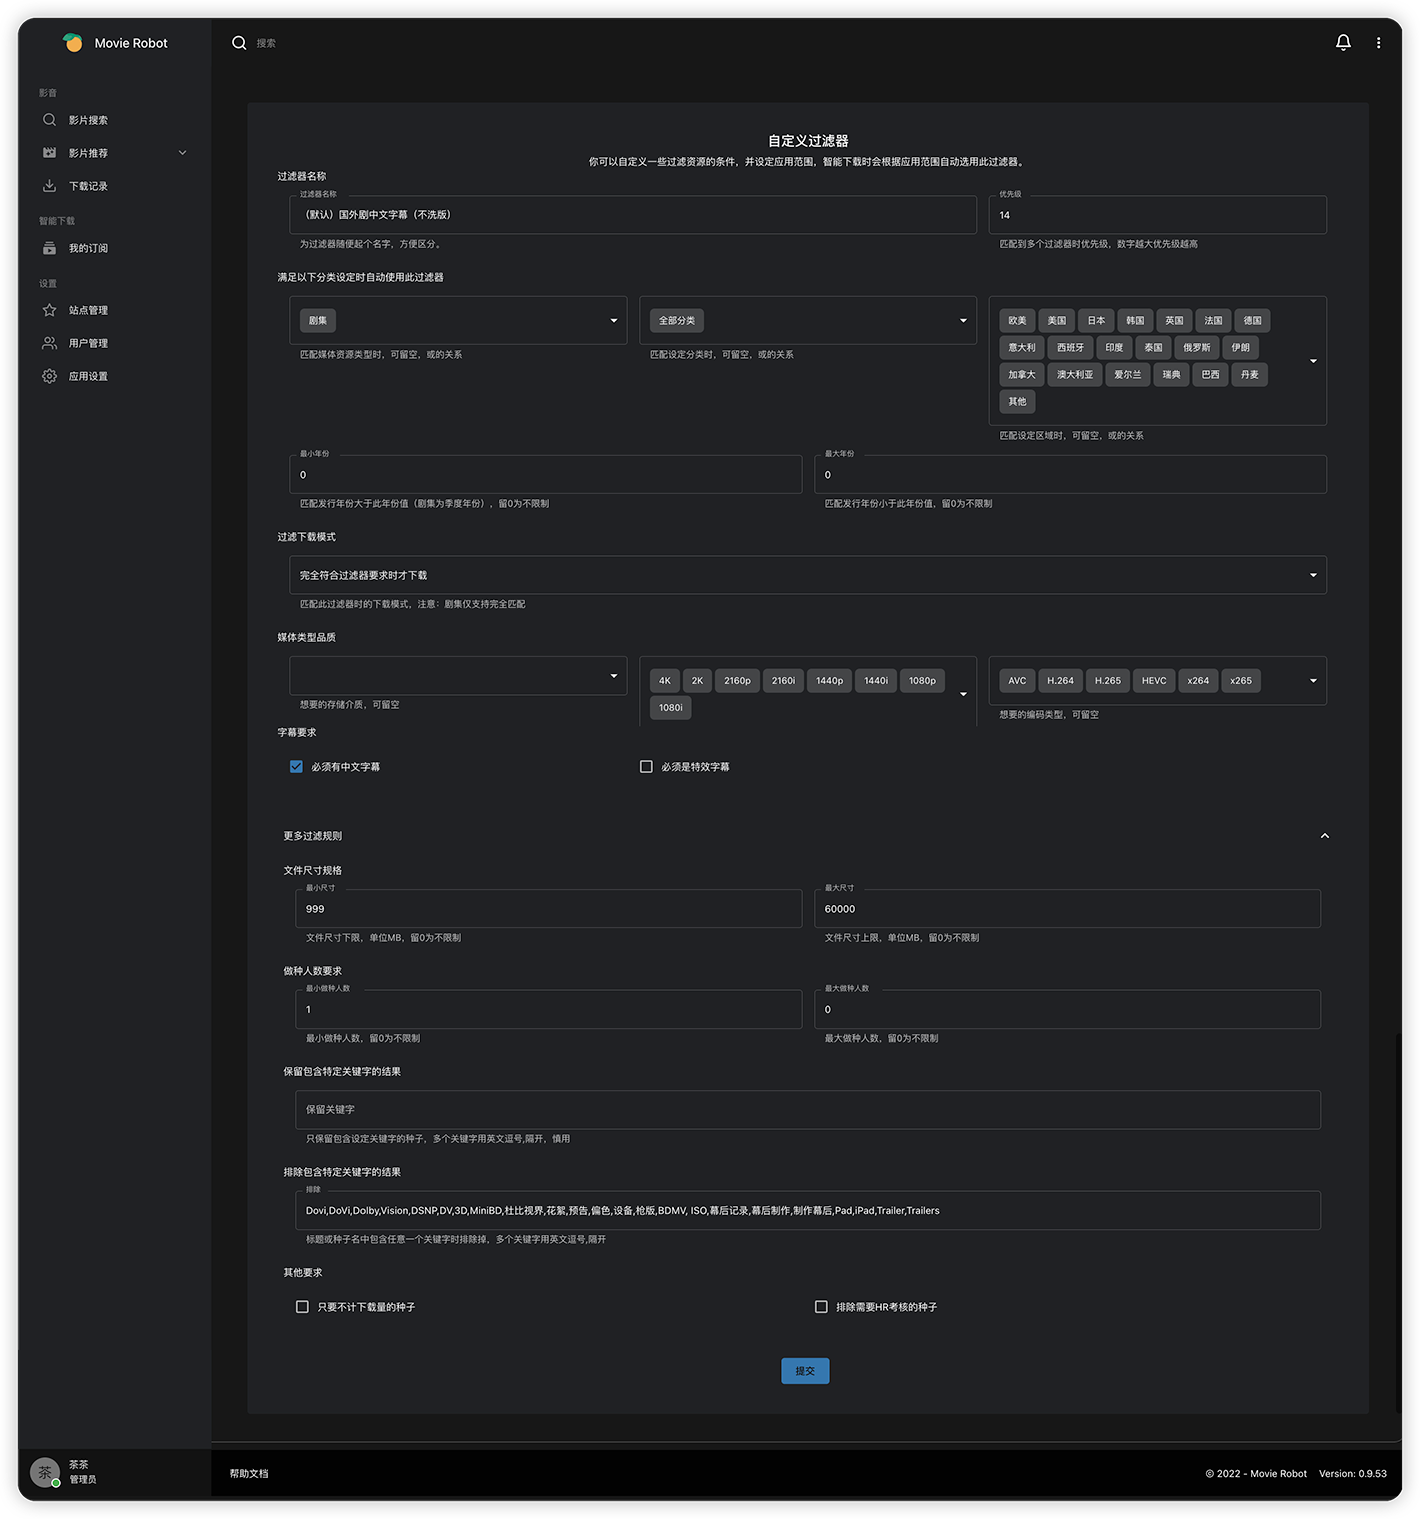 Movie Robot
搜索
影音
影片搜索
影片推荐
下载记录
智能下载
我的订阅
设置
站点管理
用户管理
应用设置
自定义过滤器
你可以自定义一些过滤资源的条件，并设定应用范围，智能下载时会根据应用范围自动选用此过滤器。
过滤器名称
过滤器名称
优先级
（默认）国外剧中文字幕（不洗版）
14
为过滤器随便起个名字，方便区分。
匹配到多个过滤器时优先级，数字越大优先级越高
满足以下分类设定时自动使用此过滤器
剧集
全部分类
欧美 美国 日本 韩国 英国 法国 德国
意大利 西班牙 印度 泰国 俄罗斯 伊朗
加拿大 澳大利亚 爱尔兰 瑞典 巴西 丹麦
其他
匹配媒体资源类型时，可留空，或的关系
匹配设定分类时，可留空，或的关系
匹配设定区域时，可留空，或的关系
最小年份
最大年份
0
0
匹配发行年份大于此年份值（剧集为季度年份），留0为不限制
匹配发行年份小于此年份值，留0为不限制
过滤下载模式
完全符合过滤器要求时才下载
匹配此过滤器时的下载模式，注意：剧集仅支持完全匹配
媒体类型品质
4K 2K 2160p 2160i 1440p 1440i 1080p
1080i
AVC H.264 H.265 HEVC x264 x265
想要的存储介质，可留空
想要的编码类型，可留空
字幕要求
必须有中文字幕
必须是特效字幕
更多过滤规则
文件尺寸规格
最小尺寸
最大尺寸
999
60000
文件尺寸下限，单位MB，留0为不限制
文件尺寸上限，单位MB，留0为不限制
做种人数要求
最小做种人数
最大做种人数
1
0
最小做种人数，留0为不限制
最大做种人数，留0为不限制
保留包含特定关键字的结果
保留关键字
只保留包含设定关键字的种子，多个关键字用英文逗号,隔开，慎用
排除包含特定关键字的结果
排除
Dovi,DoVi,Dolby,Vision,DSNP,DV,3D,MiniBD,杜比视界,花絮,预告,偏色,设备,枪版,BDMV, ISO,幕后记录,幕后制作,制作幕后,Pad,iPad,Trailer,Trailers
标题或种子名中包含任意一个关键字时排除掉，多个关键字用英文逗号,隔开
其他要求
只要不计下载量的种子
排除需要HR考核的种子
提交
茶
茶茶
管理员
帮助文档
© 2022 - Movie Robot
Version: 0.9.53